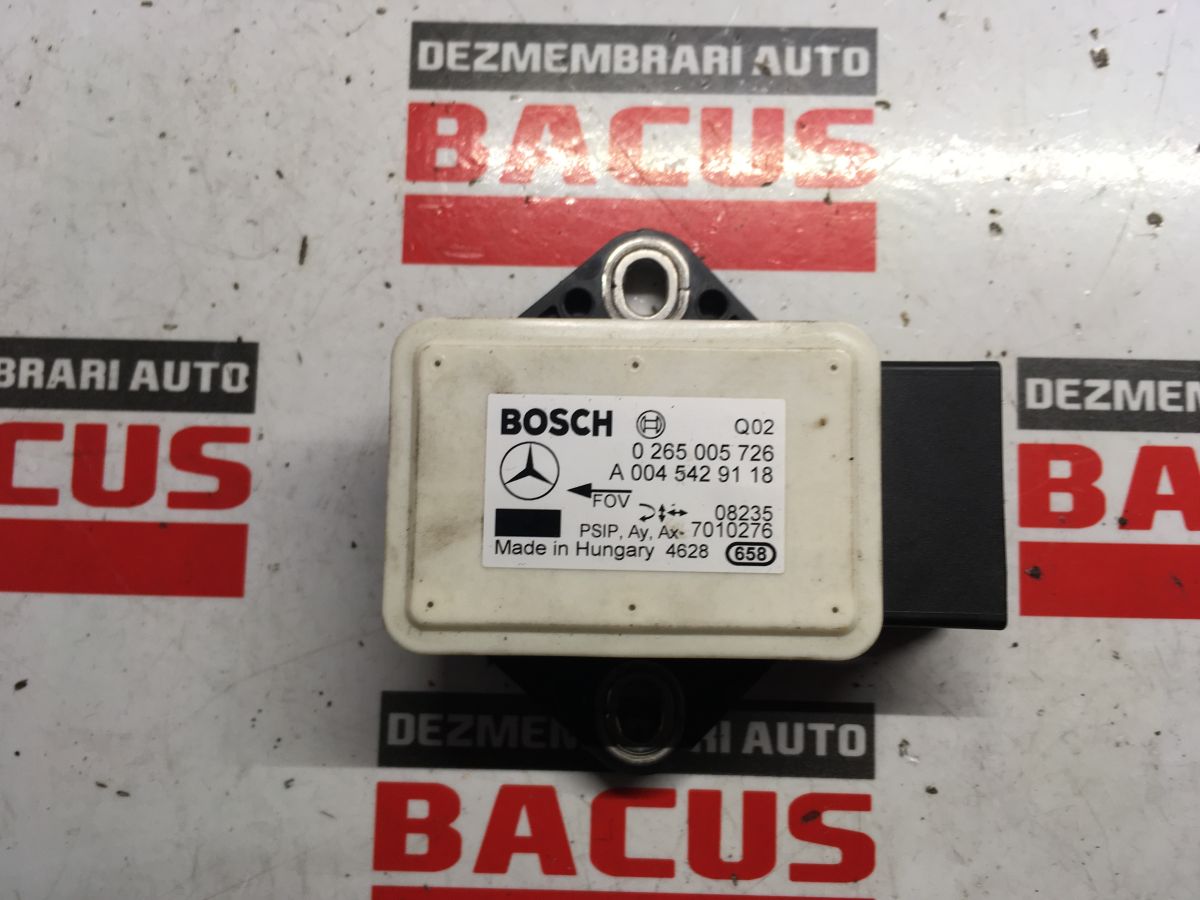 DEZMEMBRARI AUTO
BACUS
BRARI AUTO
CUS
DEZMEMB
BA
BOSCH
Q02
0 265 005 726
A 004 542 91 18
FOV
08235
PSIP, Ay, Ax 7010276
Made in Hungary 4628 658
DEZMEMBRARI AUTO
BACUS